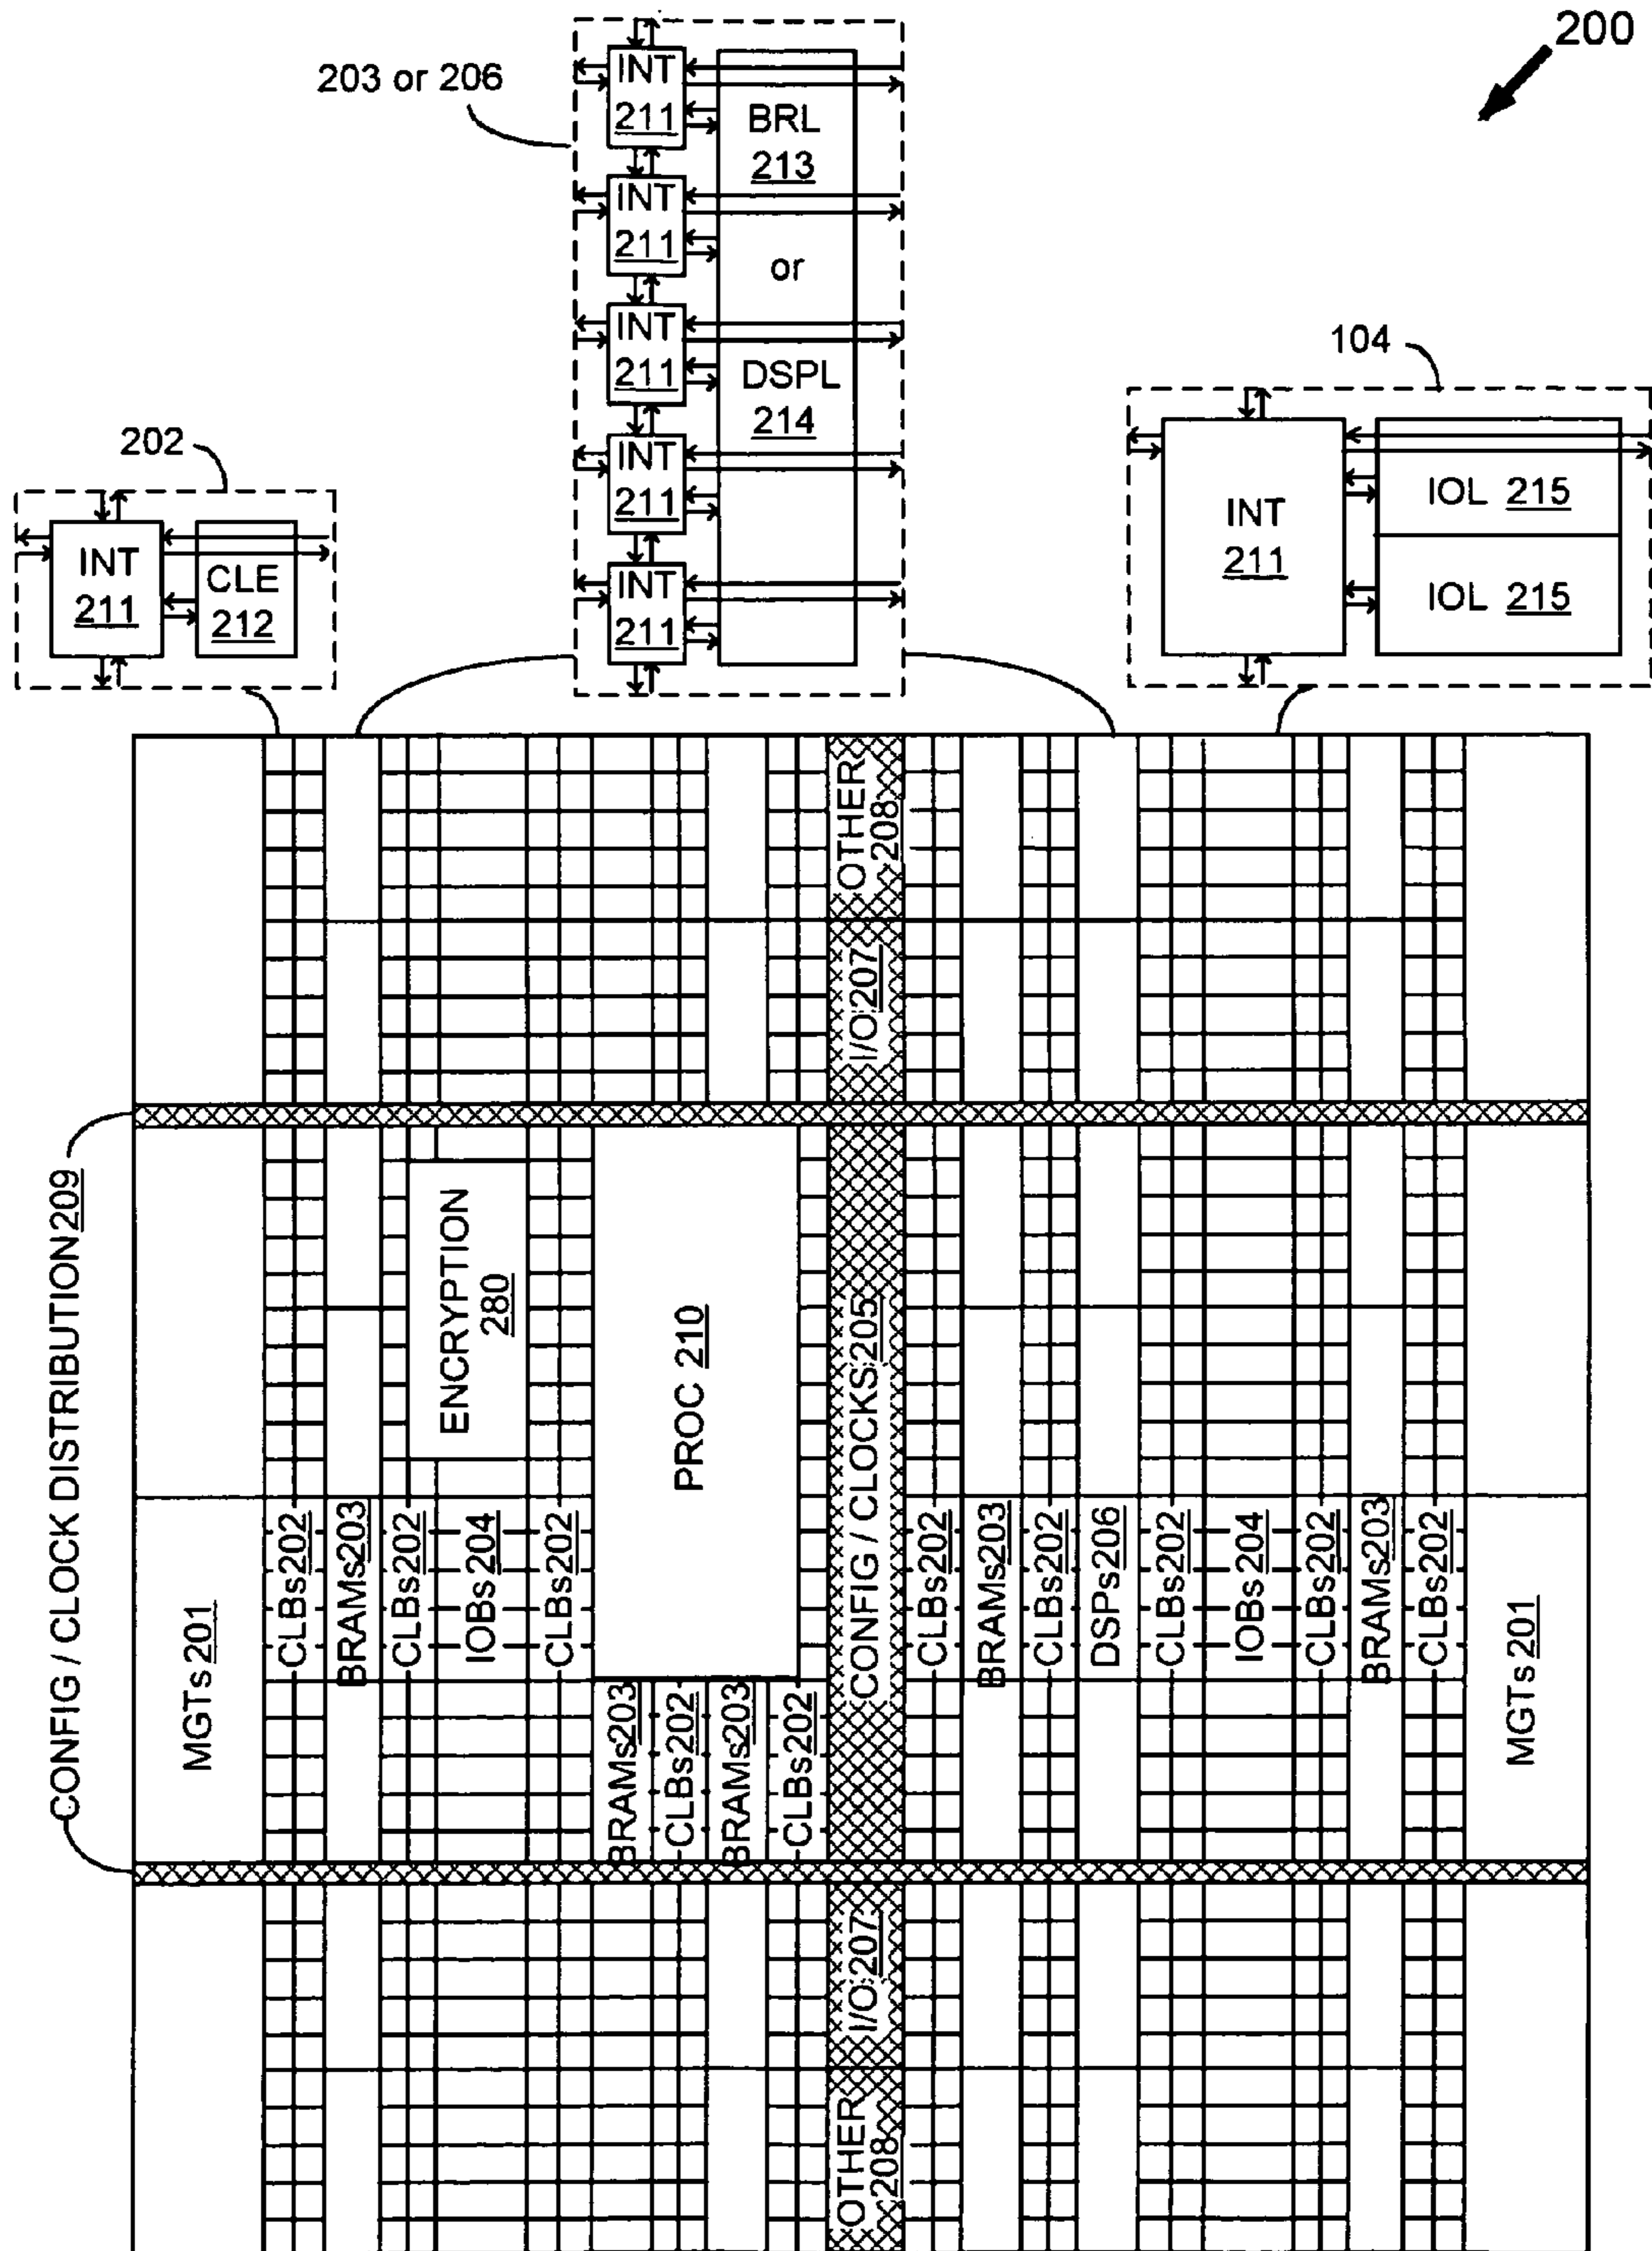 200
203 or 206
INT
211
INT
211
INT
211
INT
211
INT
211
BRL
213
or
DSPL
214
104
INT
211
IOL 215
IOL 215
202
INT
211
CLE
212
OTHER
208
I/O 207
CONFIG / CLOCK DISTRIBUTION 209
ENCRYPTION
280
PROC 210
CONFIG / CLOCKS 205
MGTs 201
CLBs 202
BRAMs 203
CLBs 202
IOBs 204
CLBs 202
BRAMs 203
CLBs 202
BRAMs 203
CLBs 202
CLBs 202
BRAMs 203
CLBs 202
DSPs 206
CLBs 202
IOBs 204
CLBs 202
BRAMs 203
CLBs 202
MGTs 201
I/O 207
OTHER
208